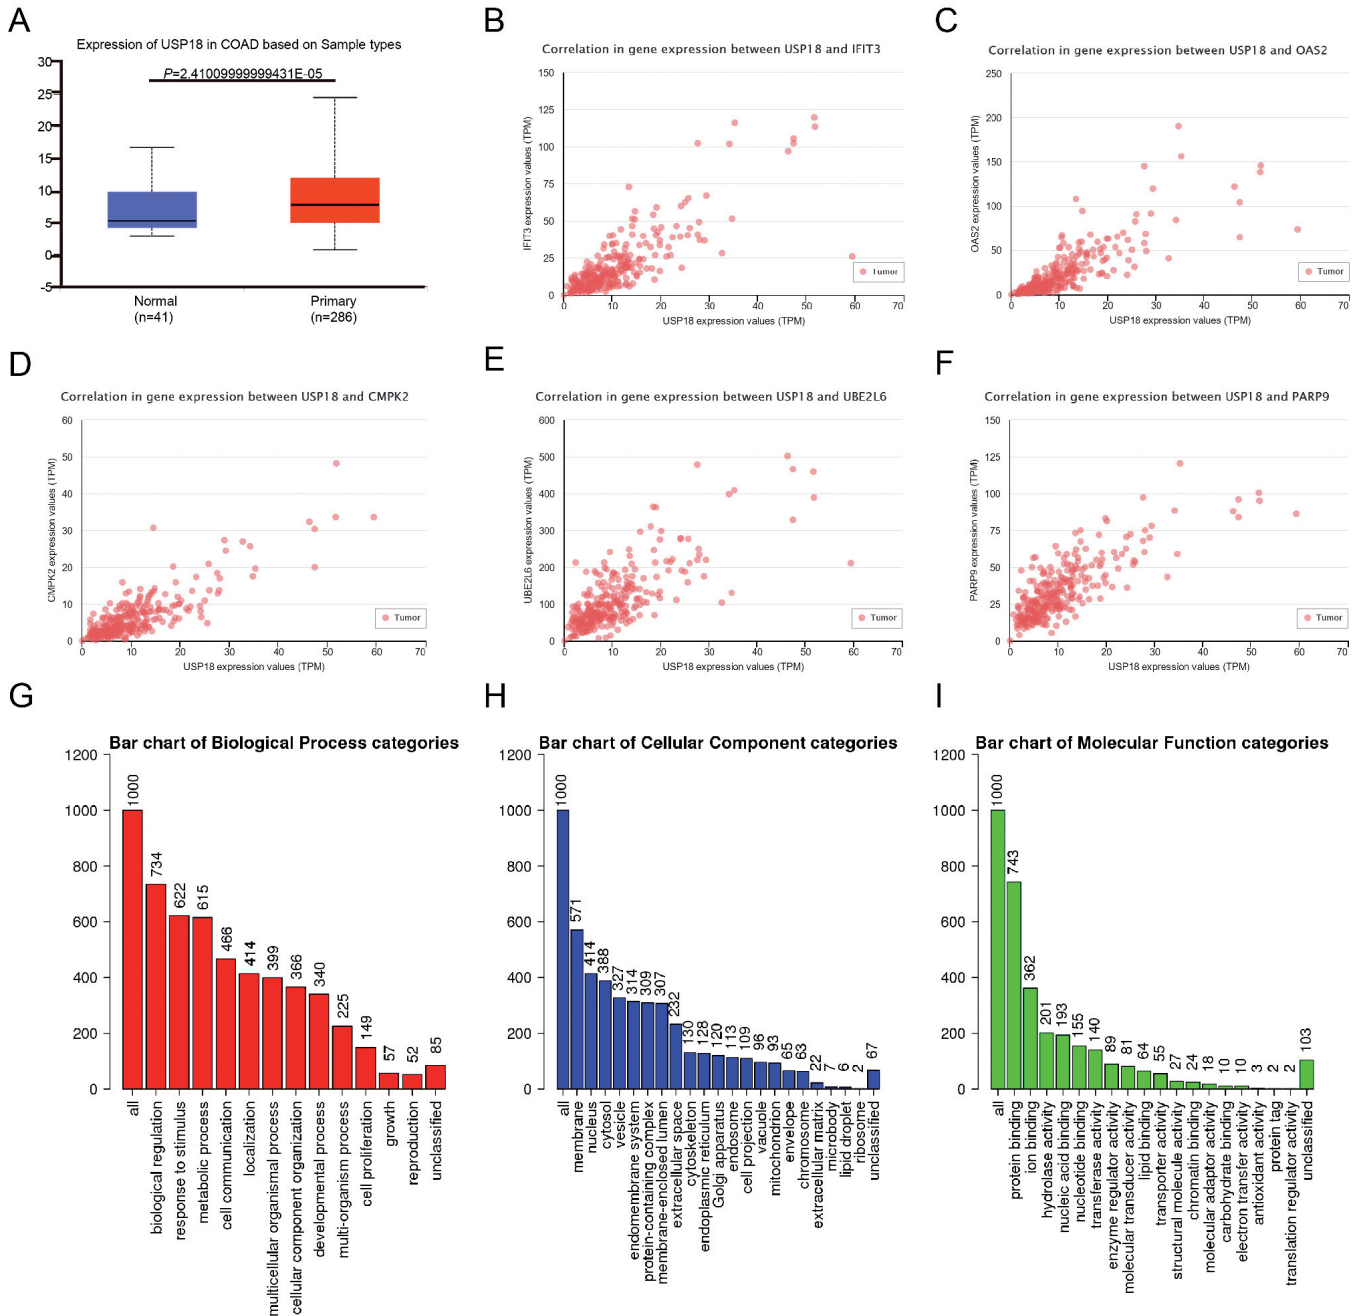 A
Expression of USP18 in COAD based on Sample types
P=2.41009999999431E-05
30
25
20
15
10
5
0
-5
Normal
(n=41)
Primary
(n=286)
B
Correlation in gene expression between USP18 and IFIT3
IFIT3 expression values (TPM)
150
125
100
75
50
25
0
0 10 20 30 40 50 60 70
USP18 expression values (TPM)
Tumor
C
Correlation in gene expression between USP18 and OAS2
OAS2 expression values (TPM)
250
200
150
100
50
0
0 10 20 30 40 50 60 70
USP18 expression values (TPM)
Tumor
D
Correlation in gene expression between USP18 and CMPK2
CMPK2 expression values (TPM)
60
50
40
30
20
10
0
0 10 20 30 40 50 60 70
USP18 expression values (TPM)
Tumor
E
Correlation in gene expression between USP18 and UBE2L6
UBE2L6 expression values (TPM)
600
500
400
300
200
100
0
0 10 20 30 40 50 60 70
USP18 expression values (TPM)
Tumor
F
Correlation in gene expression between USP18 and PARP9
PARP9 expression values (TPM)
150
125
100
75
50
25
0
0 10 20 30 40 50 60 70
USP18 expression values (TPM)
Tumor
G
Bar chart of Biological Process categories
1200
1000
800
600
400
200
0
1000
734
622
615
466
414
399
366
340
225
149
57
52
85
all
biological regulation
response to stimulus
metabolic process
cell communication
localization
multicellular organismal process
cellular component organization
developmental process
multi-organism process
cell proliferation
growth
reproduction
unclassified
H
Bar chart of Cellular Component categories
1200
1000
800
600
400
200
0
1000
571
414
388
327
314
309
307
232
130
128
120
113
109
96
93
65
63
22
7
6
2
67
all
membrane
nucleus
cytosol
vesicle
endomembrane system
protein-containing complex
membrane-enclosed lumen
extracellular space
cytoskeleton
endoplasmic reticulum
Golgi apparatus
endosome
cell projection
vacuole
mitochondrion
envelope
chromosome
extracellular matrix
microbody
lipid droplet
ribosome
unclassified
I
Bar chart of Molecular Function categories
1200
1000
800
600
400
200
0
1000
743
362
201
193
155
140
89
81
64
55
27
24
18
10
10
3
2
2
103
all
protein binding
ion binding
hydrolase activity
nucleic acid binding
nucleotide binding
transferase activity
enzyme regulator activity
molecular transducer activity
lipid binding
transporter activity
structural molecule activity
chromatin binding
molecular adaptor activity
carbohydrate binding
electron transfer activity
antioxidant activity
protein tag
translation regulator activity
unclassified